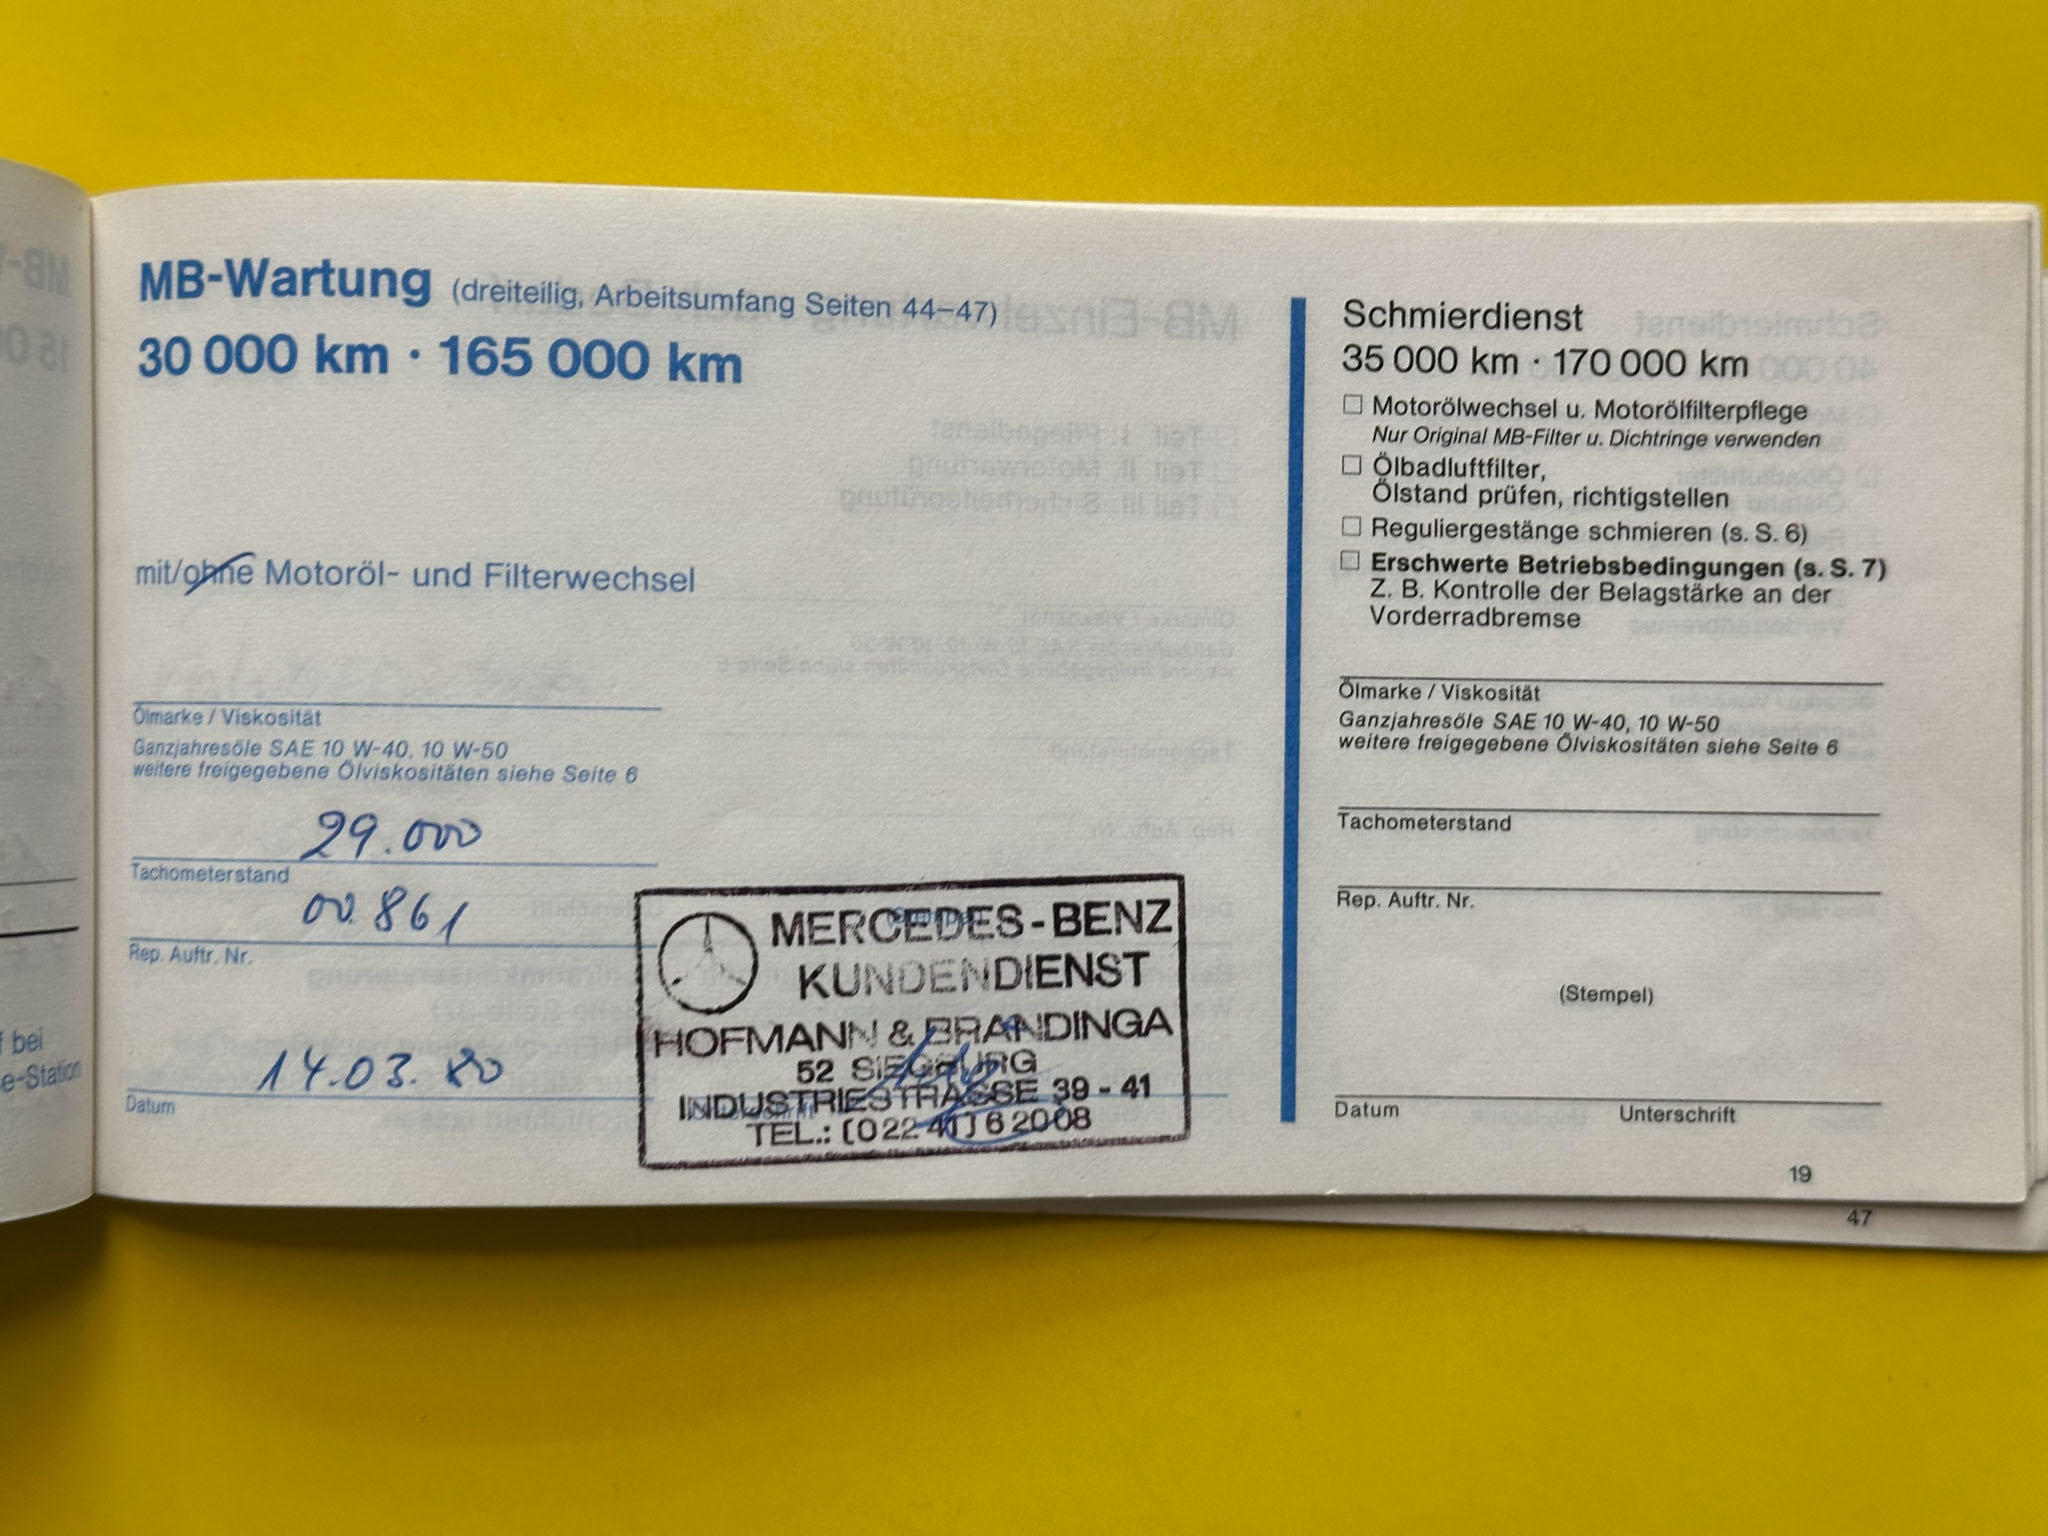 MB-Wartung (dreiteilig, Arbeitsumfang Seiten 44–47)
30 000 km · 165 000 km
mit/ohne Motoröl- und Filterwechsel
Ölmarke / Viskosität
Ganzjahresöle SAE 10 W-40, 10 W-50
weitere freigegebene Ölviskositäten siehe Seite 6
29.000
Tachometerstand
00.861
Rep. Auftr. Nr.
14.03.80
Datum
MERCEDES-BENZ
KUNDENDIENST
HOFMANN & BRANDINGA
52 SIEGBURG
INDUSTRIESTRASSE 39 - 41
TEL.: (02241) 62008
Schmierdienst
35 000 km · 170 000 km
Motorölwechsel u. Motorölfilterpflege
Nur Original MB-Filter u. Dichtringe verwenden
Ölbadluftfilter,
Ölstand prüfen, richtigstellen
Reguliergestänge schmieren (s. S. 6)
Erschwerte Betriebsbedingungen (s. S. 7)
Z. B. Kontrolle der Belagstärke an der
Vorderradbremse
Ölmarke / Viskosität
Ganzjahresöle SAE 10 W-40, 10 W-50
weitere freigegebene Ölviskositäten siehe Seite 6
Tachometerstand
Rep. Auftr. Nr.
(Stempel)
Datum Unterschrift
19
47
bei
e-Station